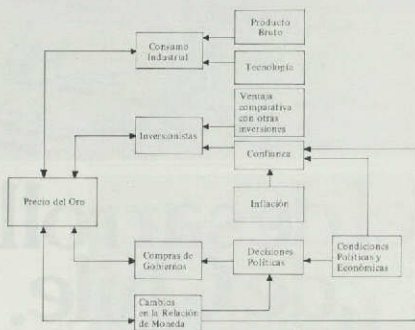 Producto
Bruto
Consumo
Industrial
Tecnología
Ventaja
comparativa
con otras
inversiones
Inversionistas
Confianza
Precio del Oro
Inflación
Compras de
Gobiernos
Decisiones
Políticas
Condiciones
Políticas y
Económicas
Cambios
en la Relación
de Moneda